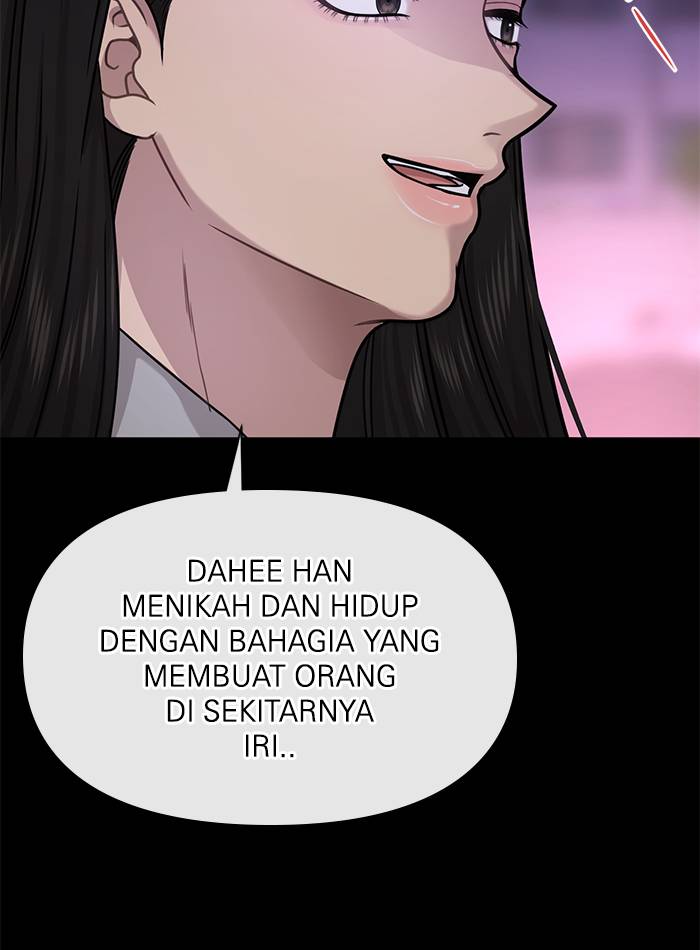 DAHEE HAN
MENIKAH DAN HIDUP
DENGAN BAHAGIA YANG
MEMBUAT ORANG
DI SEKITARNYA
IRI..